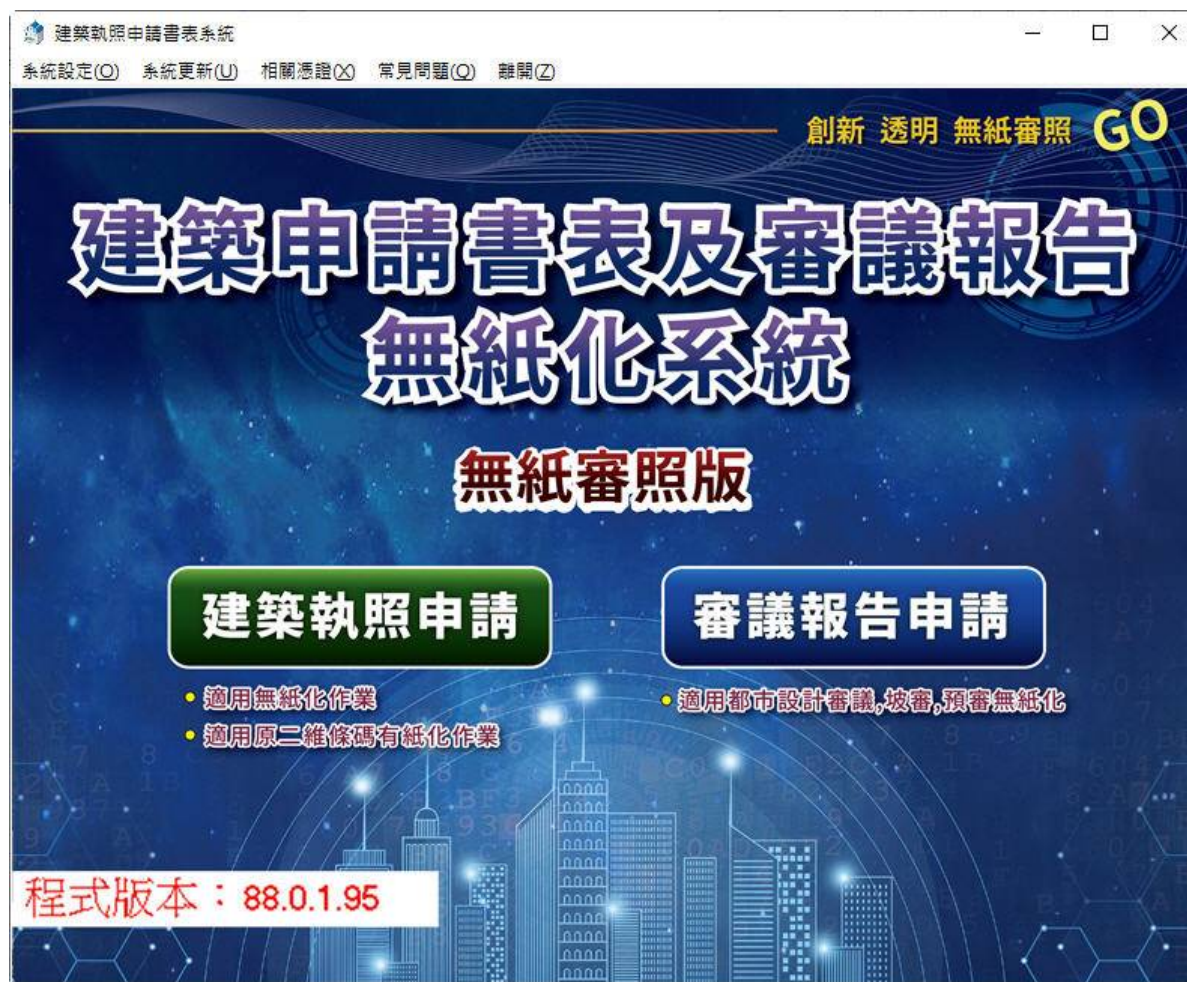 建築執照申請書表系統
系統設定(O) 系統更新(U) 相關憑證(X) 常見問題(Q) 離開(Z)
創新 透明 無紙審照 GO
建築申請書表及審議報告
無紙化系統
無紙審照版
建築執照申請
審議報告申請
適用無紙化作業
適用原二維條碼有紙化作業
適用都市設計審議,坡審,預審無紙化
程式版本：88.0.1.95